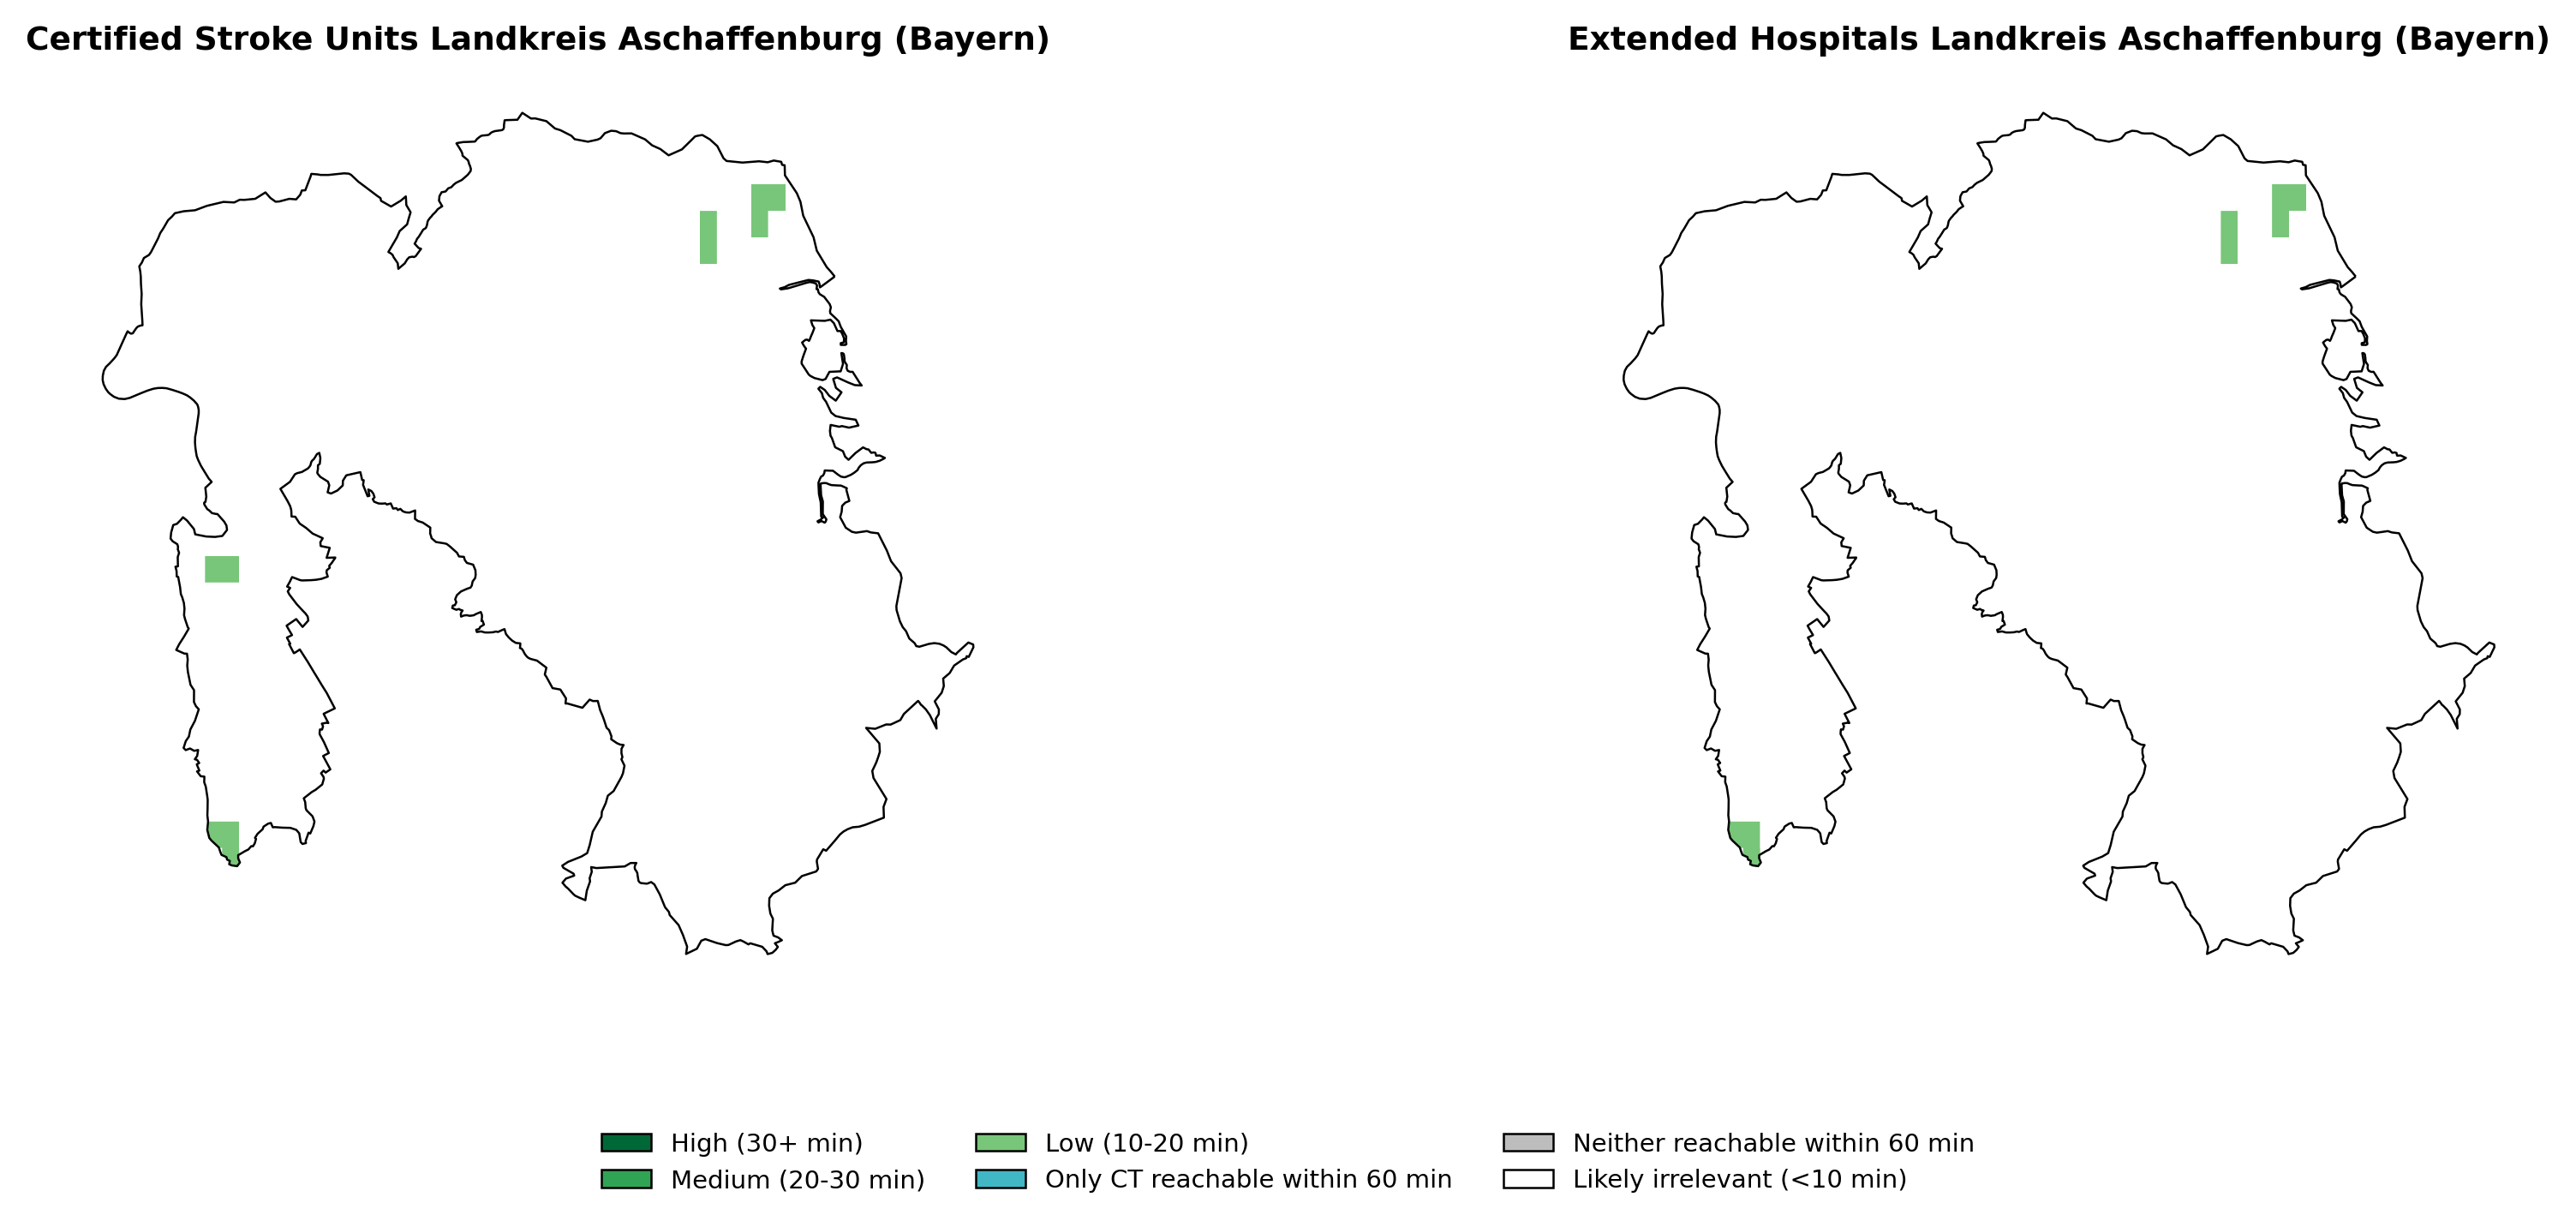 Certified Stroke Units Landkreis Aschaffenburg (Bayern)
Extended Hospitals Landkreis Aschaffenburg (Bayern)
High (30+ min)
Medium (20-30 min)
Low (10-20 min)
Only CT reachable within 60 min
Neither reachable within 60 min
Likely irrelevant (<10 min)